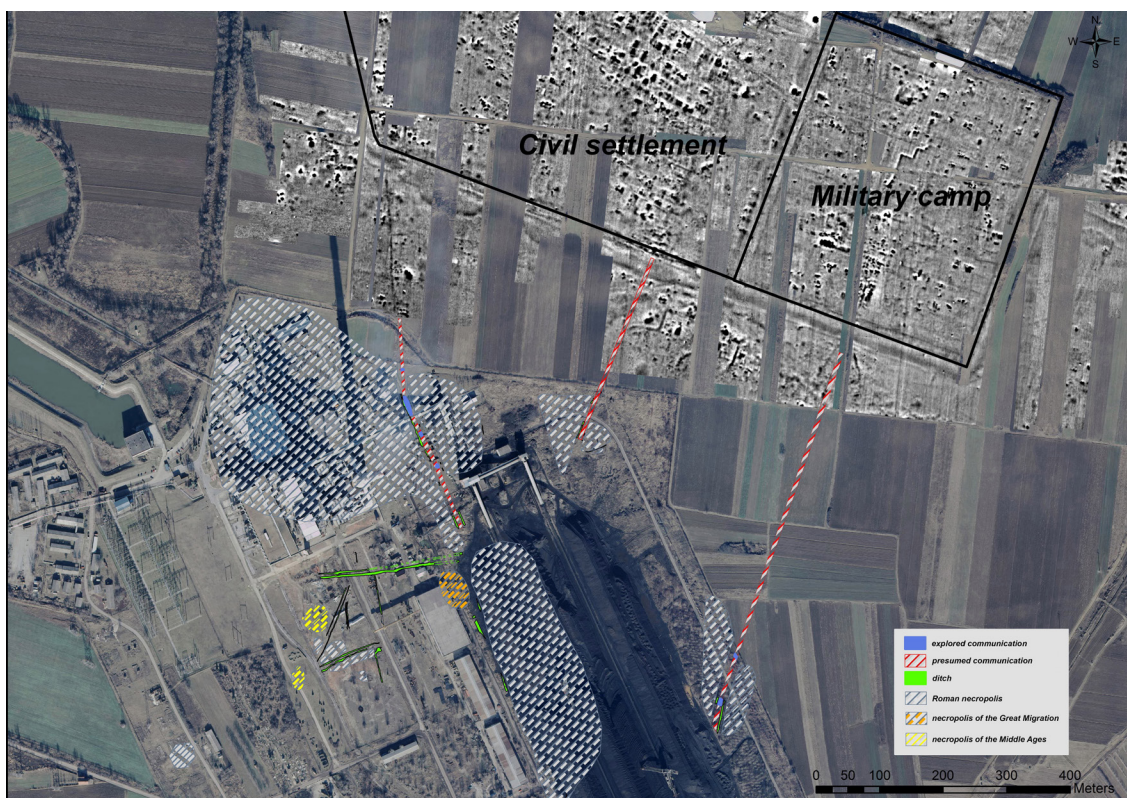 N
W E
S
Civil settlement
Military camp
explored communication
presumed communication
ditch
Roman necropolis
necropolis of the Great Migration
necropolis of the Middle Ages
0 50 100 200 300 400
Meters